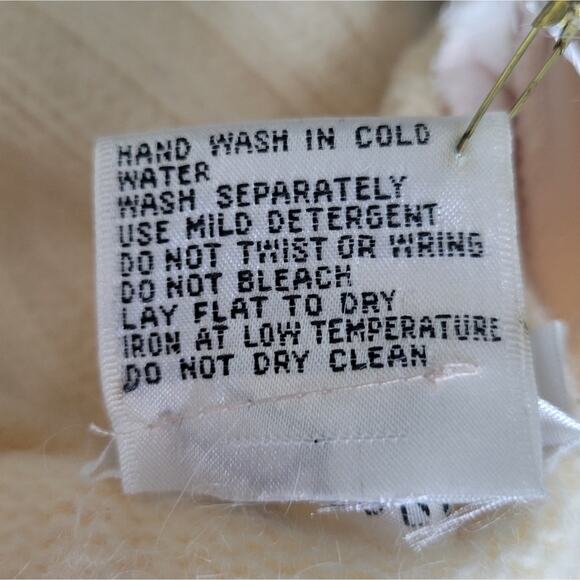 HAND WASH IN COLD
WATER
WASH SEPARATELY
USE MILD DETERGENT
DO NOT TWIST OR WRING
DO NOT BLEACH
LAY FLAT TO DRY
IRON AT LOW TEMPERATURE
DO NOT DRY CLEAN